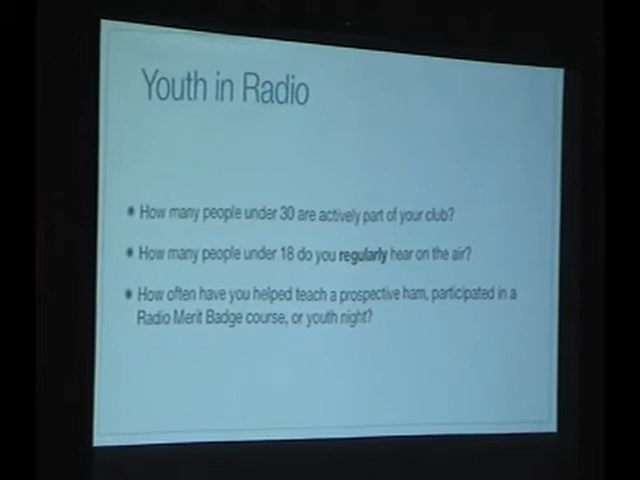 Youth in Radio
• How many people under 30 are actively part of your club?
• How many people under 18 do you regularly hear on the air?
• How often have you helped teach a prospective ham, participated in a
Radio Merit Badge course, or youth night?